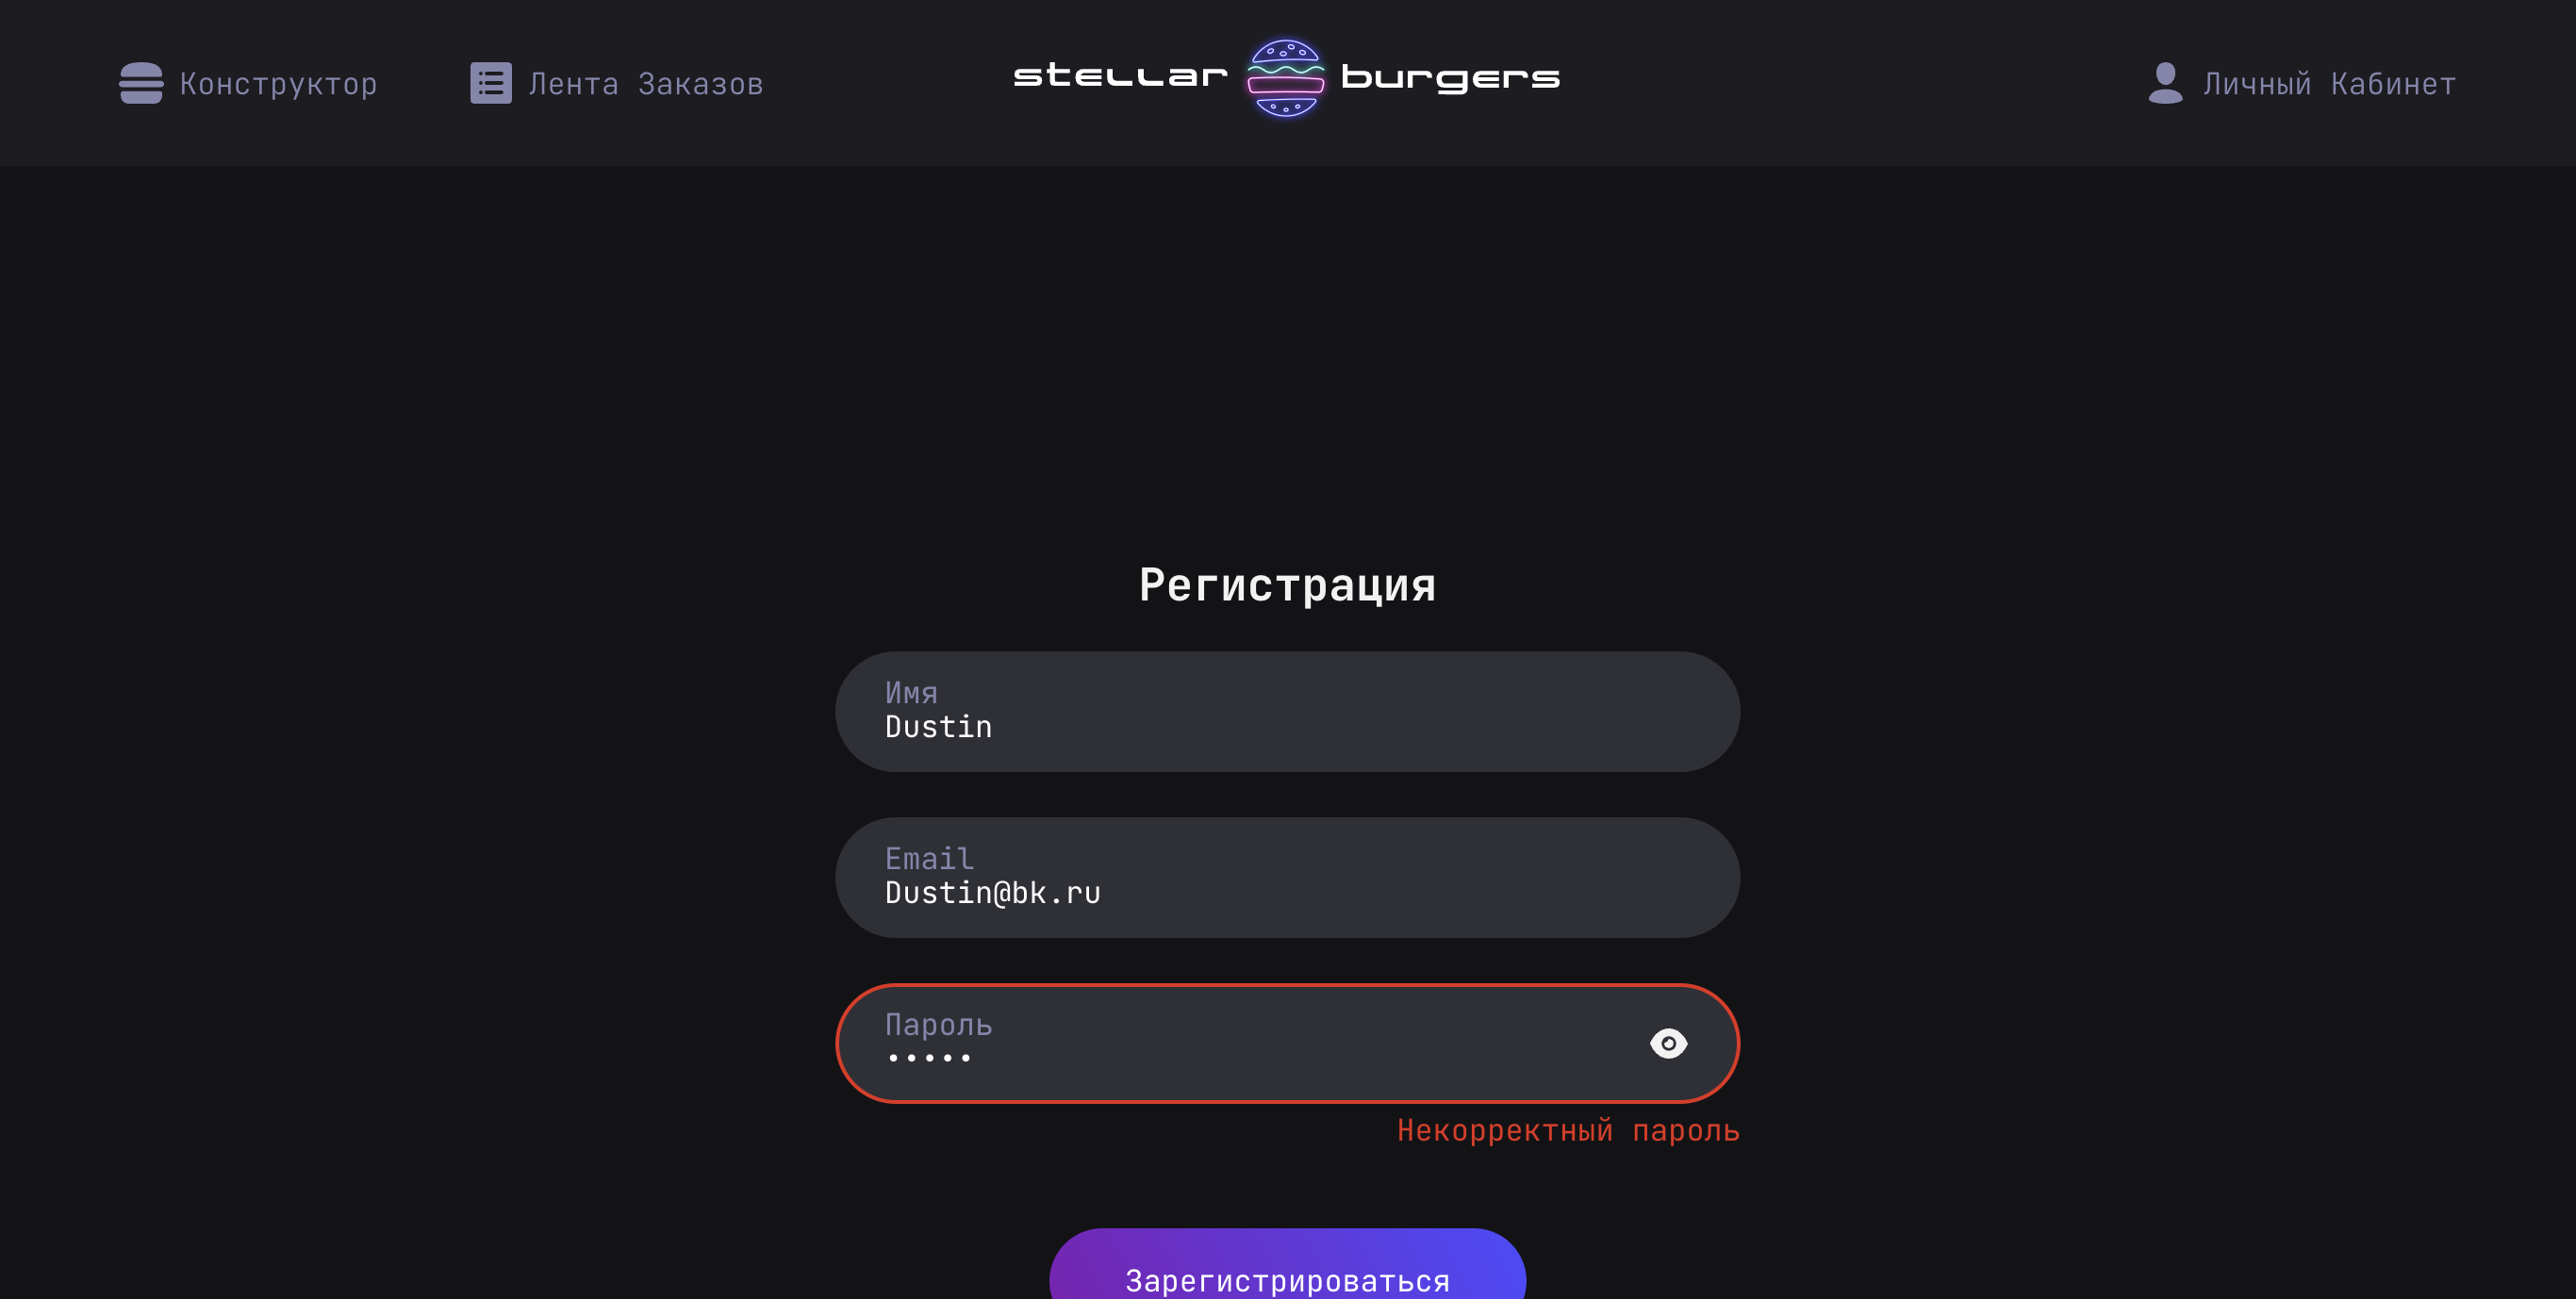 Конструктор
Лента Заказов
stellar burgers
Личный Кабинет
Регистрация
Имя
Dustin
Email
Dustin@bk.ru
Пароль
•••••
Некорректный пароль
Зарегистрироваться